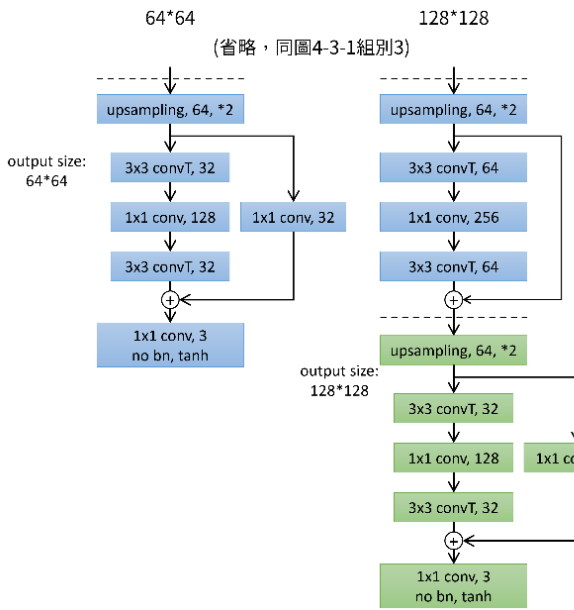 64*64
128*128
(省略，同圖4-3-1組別3)
upsampling, 64, *2
output size:
64*64
3x3 convT, 32
1x1 conv, 128
1x1 conv, 32
3x3 convT, 32
+
1x1 conv, 3
no bn, tanh
upsampling, 64, *2
3x3 convT, 64
1x1 conv, 256
3x3 convT, 64
+
upsampling, 64, *2
output size:
128*128
3x3 convT, 32
1x1 conv, 128
1x1
3x3 convT, 32
+
1x1 conv, 3
no bn, tanh